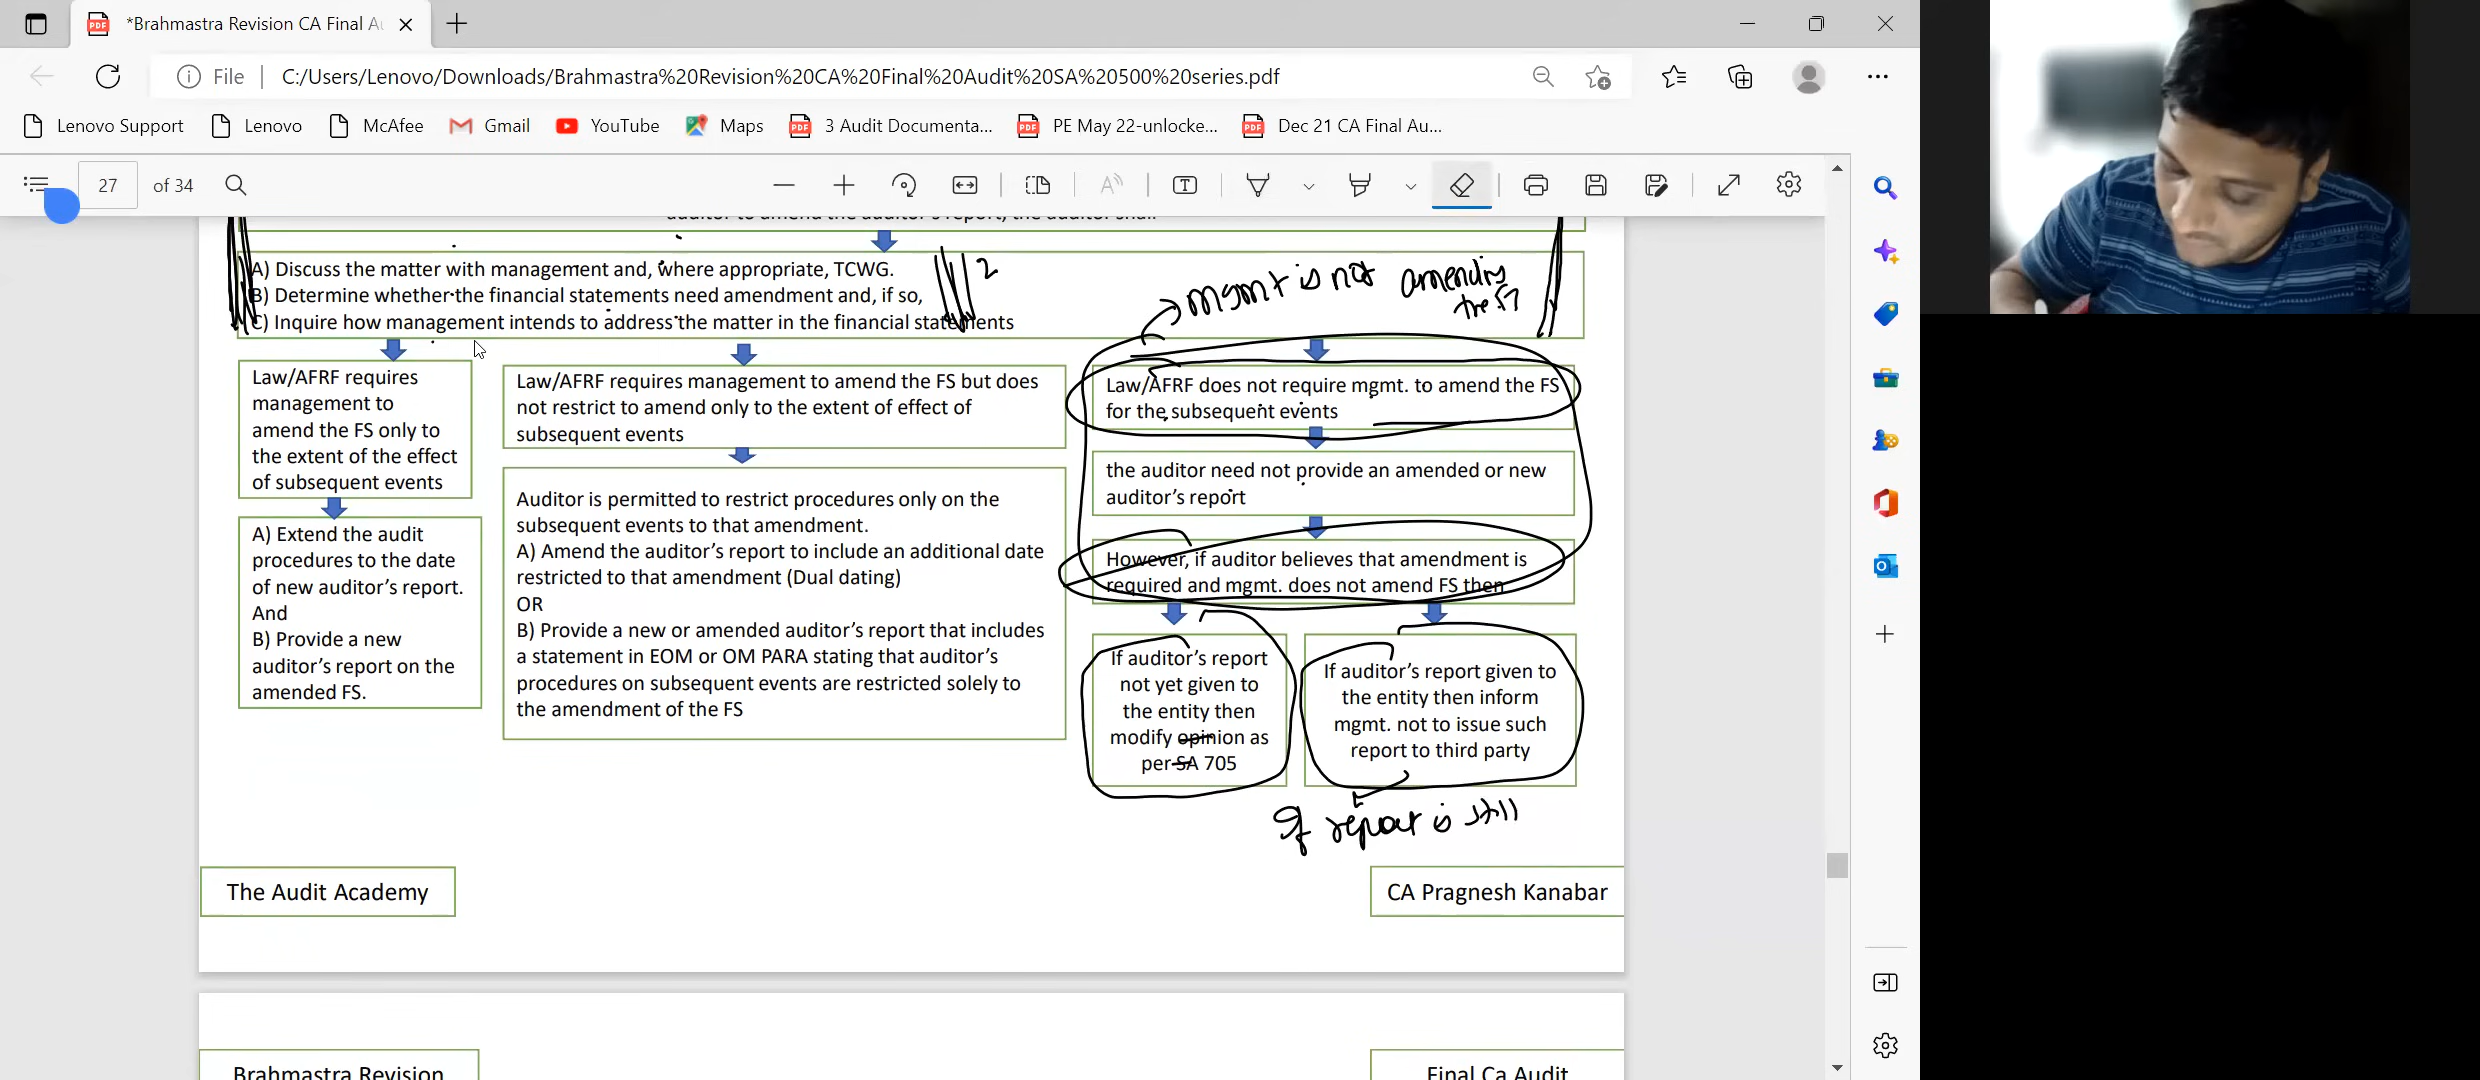 *Brahmastra Revision CA Final Au
File
C:/Users/Lenovo/Downloads/Brahmastra%20Revision%20CA%20Final%20Audit%20SA%20500%20series.pdf
Lenovo Support
Lenovo
McAfee
Gmail
YouTube
Maps
3 Audit Documenta...
PE May 22-unlocke...
Dec 21 CA Final Au...
27 of 34
auditor to amend the auditor's report, the auditor shall
A) Discuss the matter with management and, where appropriate, TCWG.
B) Determine whether the financial statements need amendment and, if so,
C) Inquire how management intends to address the matter in the financial statements
2
mgmt is not amending
the
Law/AFRF requires
management to
amend the FS only to
the extent of the effect
of subsequent events
A) Extend the audit
procedures to the date
of new auditor's report.
And
B) Provide a new
auditor's report on the
amended FS.
Law/AFRF requires management to amend the FS but does
not restrict to amend only to the extent of effect of
subsequent events
Auditor is permitted to restrict procedures only on the
subsequent events to that amendment.
A) Amend the auditor's report to include an additional date
restricted to that amendment (Dual dating)
OR
B) Provide a new or amended auditor's report that includes
a statement in EOM or OM PARA stating that auditor's
procedures on subsequent events are restricted solely to
the amendment of the FS
Law/AFRF does not require mgmt. to amend the FS
for the subsequent events
the auditor need not provide an amended or new
auditor's report
However, if auditor believes that amendment is
required and mgmt. does not amend FS then
If auditor's report
not yet given to
the entity then
modify opinion as
per SA 705
If auditor's report given to
the entity then inform
mgmt. not to issue such
report to third party
If report is still
The Audit Academy
CA Pragnesh Kanabar
Brahmastra Revision
Final Ca Audit